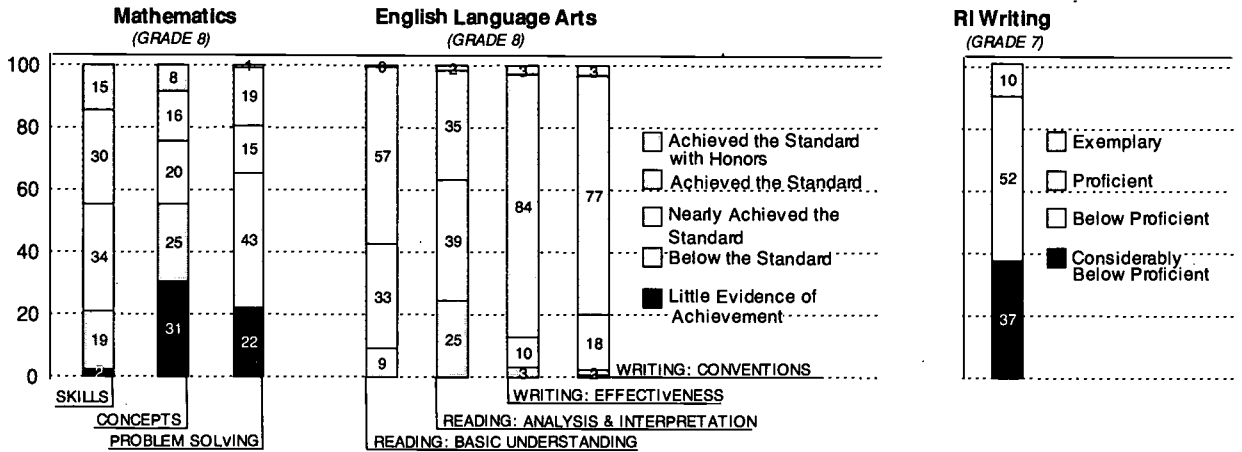 Mathematics
(GRADE 8)
English Language Arts
(GRADE 8)
RI Writing
(GRADE 7)
100
80
60
40
20
0
15
30
34
19
2
8
16
20
25
31
1
19
15
43
22
57
33
9
2
35
39
25
3
84
10
3
3
77
18
Achieved the Standard
with Honors
Achieved the Standard
Nearly Achieved the
Standard
Below the Standard
Little Evidence of
Achievement
10
52
37
Exemplary
Proficient
Below Proficient
Considerably
Below Proficient
SKILLS
CONCEPTS
PROBLEM SOLVING
WRITING: CONVENTIONS
WRITING: EFFECTIVENESS
READING: ANALYSIS & INTERPRETATION
READING: BASIC UNDERSTANDING